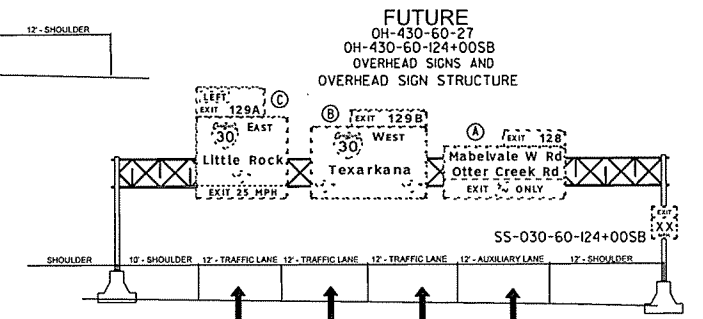 FUTURE
OH-430-60-27
OH-430-60-124+00SB
OVERHEAD SIGNS AND
OVERHEAD SIGN STRUCTURE
12' - SHOULDER
LEFT
EXIT 129A
C
30 EAST
Little Rock
EXIT 25 MPH
B
EXIT 129B
30 WEST
Texarkana
A
EXIT 128
Mabelvale W Rd
Otter Creek Rd
EXIT ONLY
EXIT
XX
SS-030-60-124+00SB
SHOULDER
10' - SHOULDER
12' - TRAFFIC LANE
12' - TRAFFIC LANE
12' - TRAFFIC LANE
12' - AUXILIARY LANE
12' - SHOULDER